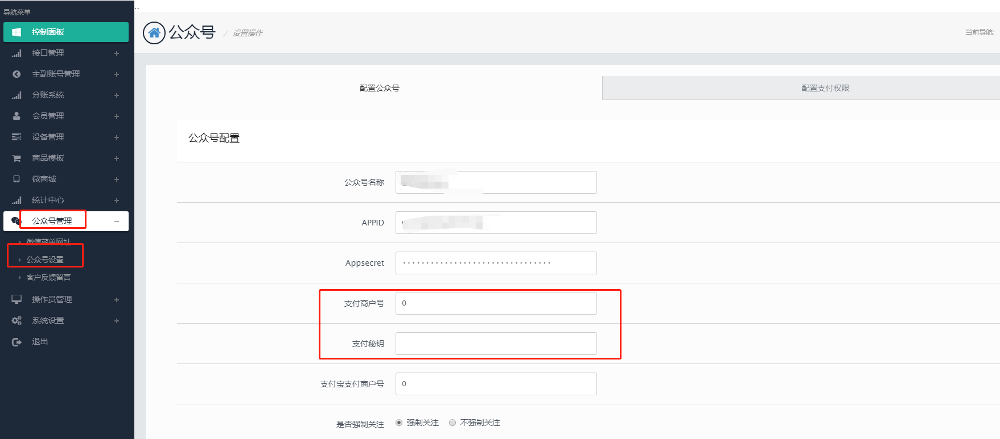 导航菜单
控制面板
接口管理
主副账号管理
分账系统
会员管理
设备管理
商品模板
微商城
统计中心
公众号管理
微信菜单网址
公众号设置
客户反馈留言
操作员管理
系统设置
退出
..
公众号 / 设置操作
当前导航:
配置公众号
配置支付权限
公众号配置
公众号名称
APPID
Appsecret ································
支付商户号 0
支付秘钥
支付宝支付商户号 0
是否强制关注 强制关注 不强制关注